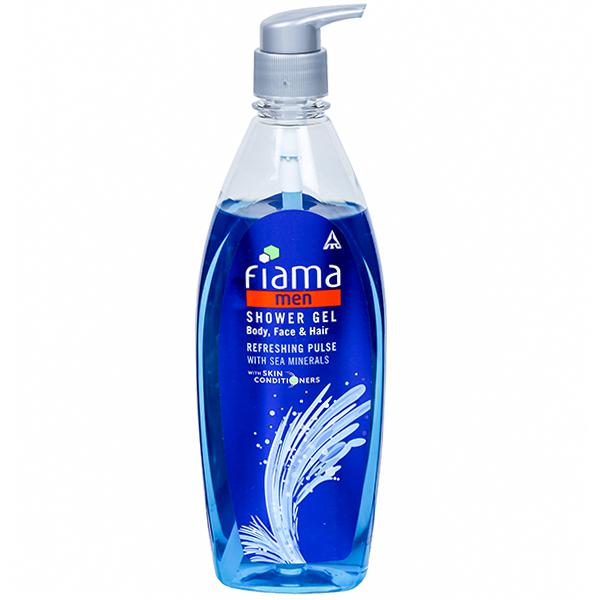 fiama
men
SHOWER GEL
Body, Face & Hair
REFRESHING PULSE
WITH SEA MINERALS
WITH SKIN
CONDITIONERS